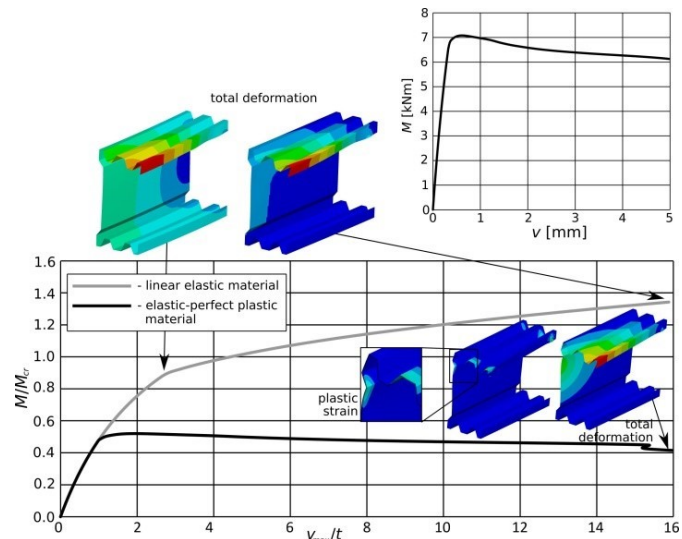 8
7
6
5
4
3
2
1
0
M [kNm]
0 1 2 3 4 5
v [mm]
total deformation
1.6
1.4
1.2
1.0
0.8
0.6
0.4
0.2
0.0
M/Mcr
- linear elastic material
- elastic-perfect plastic
material
plastic
strain
total
deformation
0 2 4 6 8 10 12 14 16